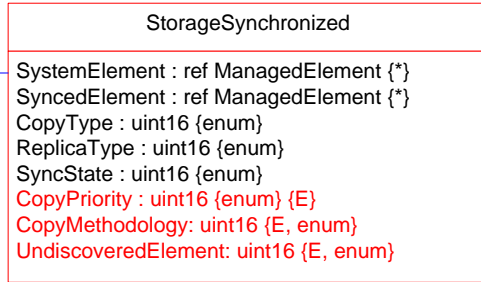 StorageSynchronized
SystemElement : ref ManagedElement {*}
SyncedElement : ref ManagedElement {*}
CopyType : uint16 {enum}
ReplicaType : uint16 {enum}
SyncState : uint16 {enum}
CopyPriority : uint16 {enum} {E}
CopyMethodology: uint16 {E, enum}
UndiscoveredElement: uint16 {E, enum}